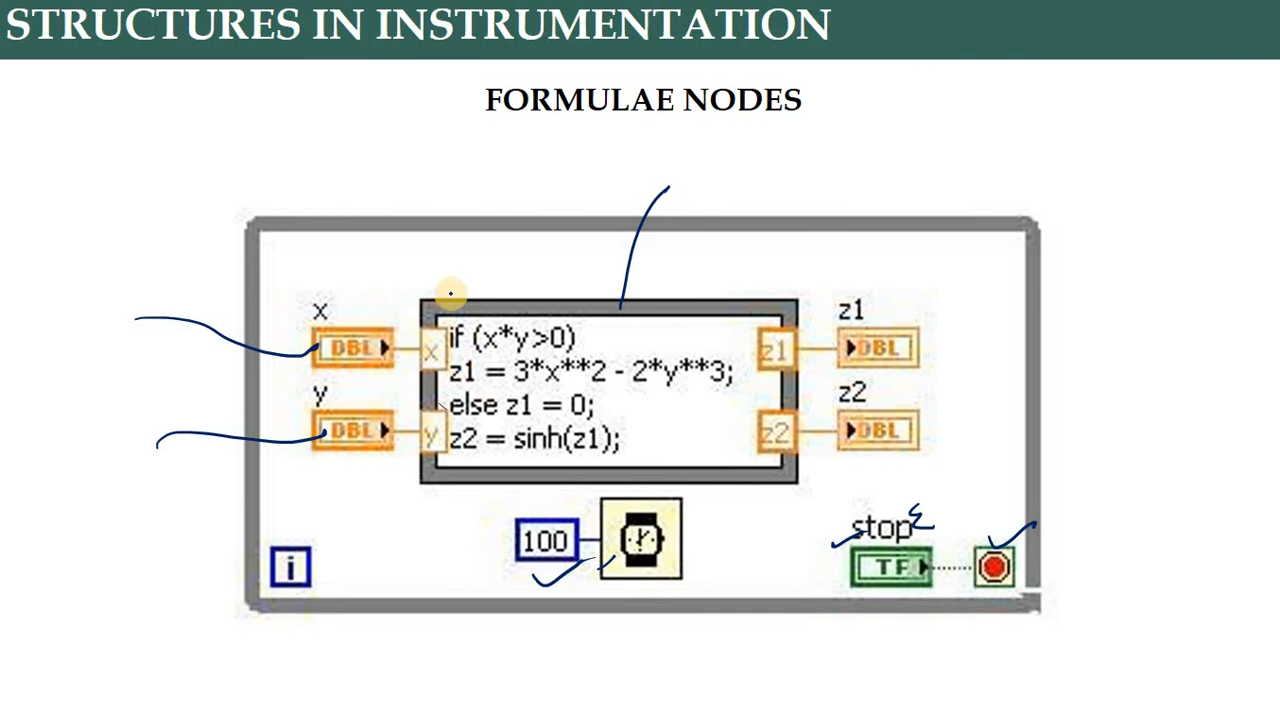 STRUCTURES IN INSTRUMENTATION
FORMULAE NODES
x
DBL
y
DBL
x
y
if (x*y>0)
z1 = 3*x**2 - 2*y**3;
else z1 = 0;
z2 = sinh(z1);
z1
z2
z1
DBL
z2
DBL
i
100
stop
TF